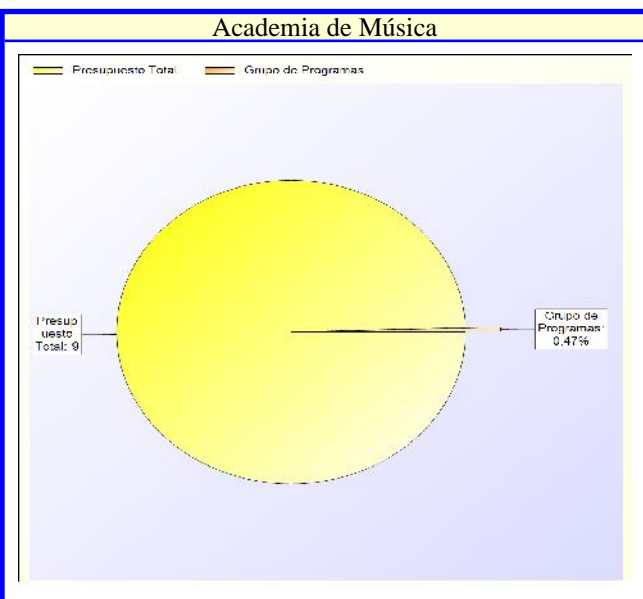 Academia de Música
Presupuesto Total Grupo de Programas
Presup
uesto
Total: 9
Grupo de
Programas:
0,47%